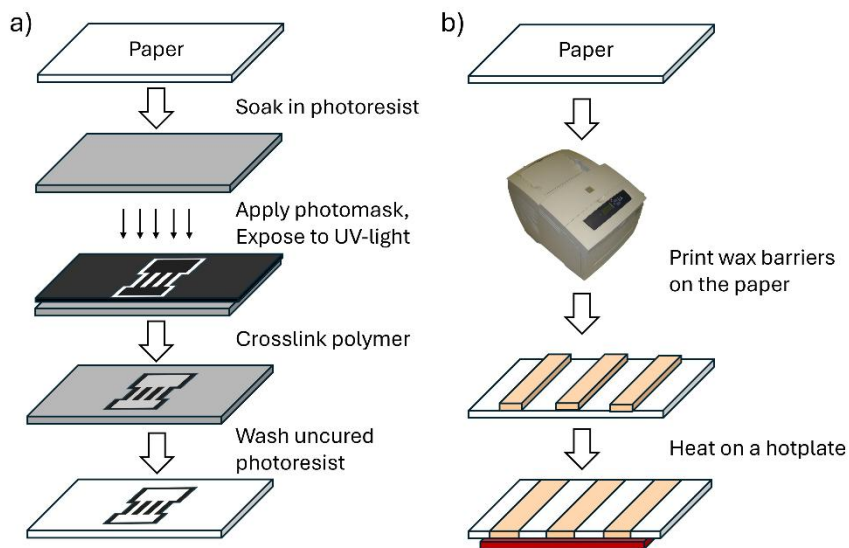 a)
Paper
Soak in photoresist
Apply photomask,
Expose to UV-light
Crosslink polymer
Wash uncured
photoresist
b)
Paper
Print wax barriers
on the paper
Heat on a hotplate